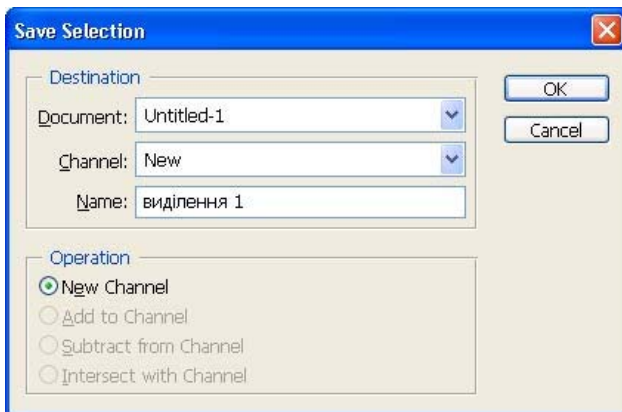 Save Selection
Destination
OK
Document: Untitled-1
Cancel
Channel: New
Name: виділення 1
Operation
New Channel
Add to Channel
Subtract from Channel
Intersect with Channel